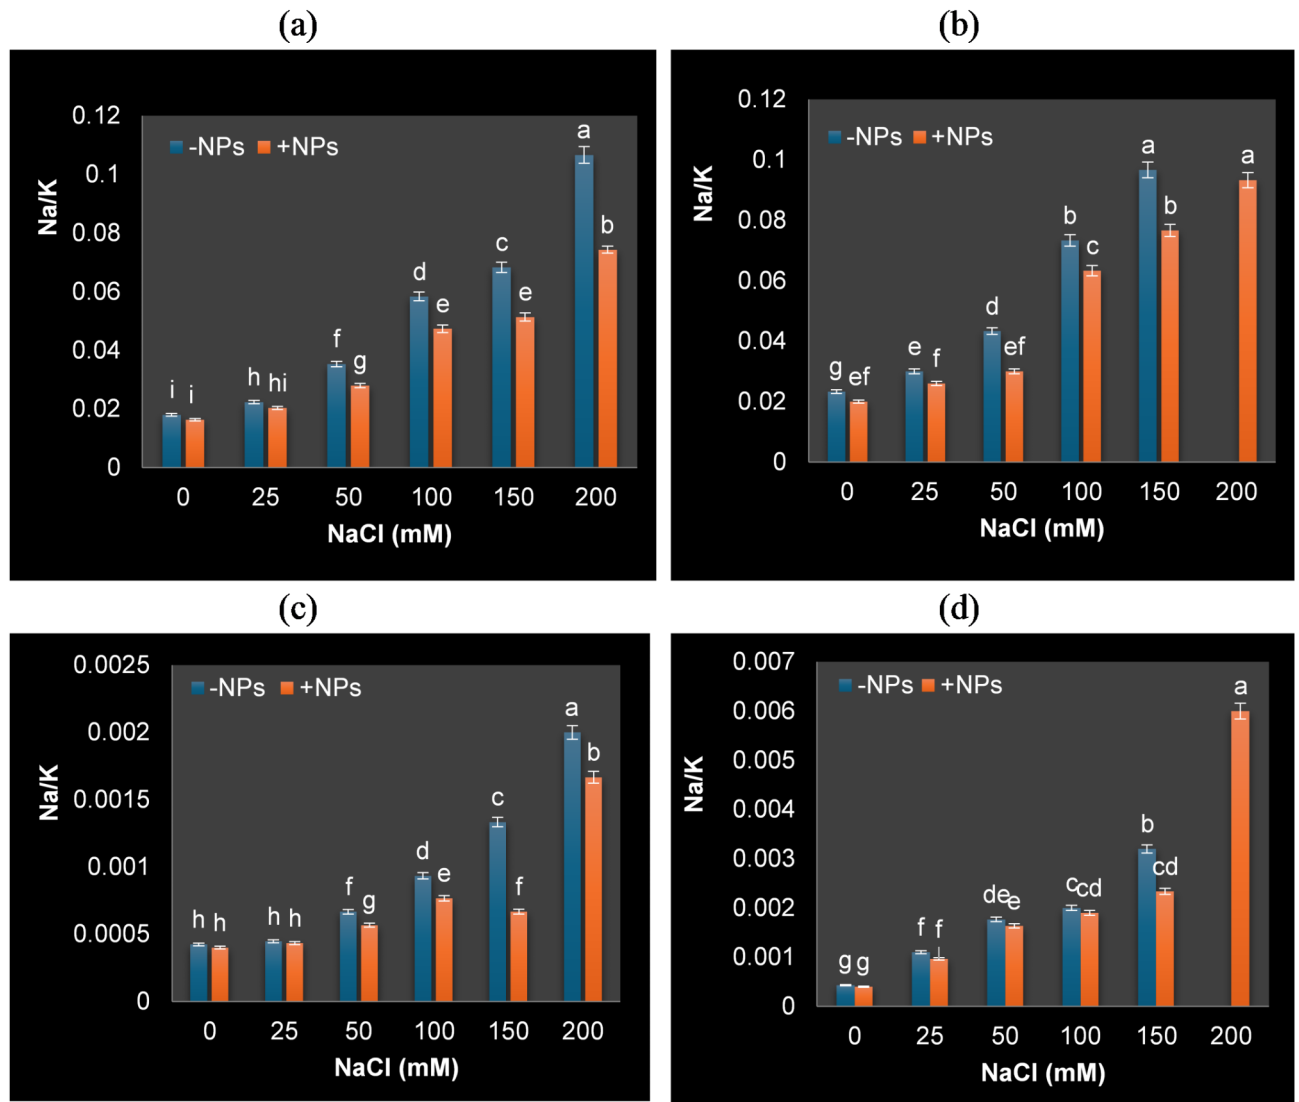 (a)
Na/K
0.12
0.1
0.08
0.06
0.04
0.02
0
-NPs +NPs
i i h hi f g d e c e a b
0 25 50 100 150 200
NaCl (mM)
(b)
Na/K
0.12
0.1
0.08
0.06
0.04
0.02
0
-NPs +NPs
g ef e f d ef b c a b a
0 25 50 100 150 200
NaCl (mM)
(c)
Na/K
0.0025
0.002
0.0015
0.001
0.0005
0
-NPs +NPs
h h h h f g d e c f a b
0 25 50 100 150 200
NaCl (mM)
(d)
Na/K
0.007
0.006
0.005
0.004
0.003
0.002
0.001
0
-NPs +NPs
g g f f de e c cd b cd a
0 25 50 100 150 200
NaCl (mM)